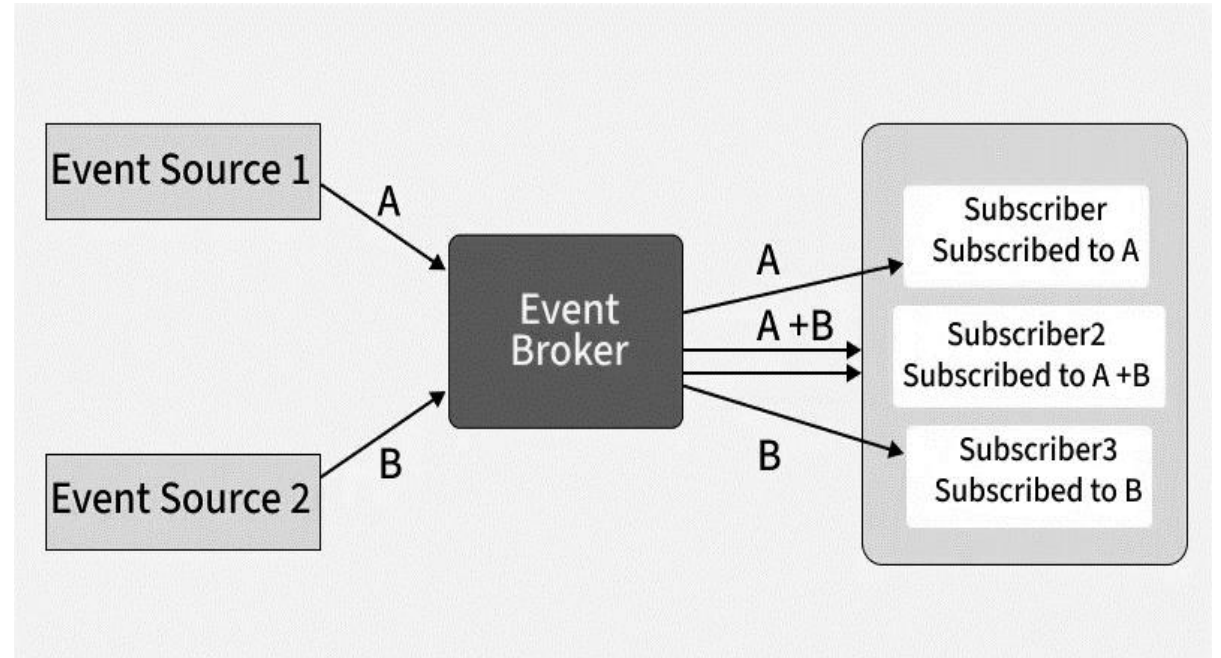 Event Source 1
A
Event Source 2
B
Event
Broker
A
A +B
B
Subscriber
Subscribed to A
Subscriber2
Subscribed to A +B
Subscriber3
Subscribed to B